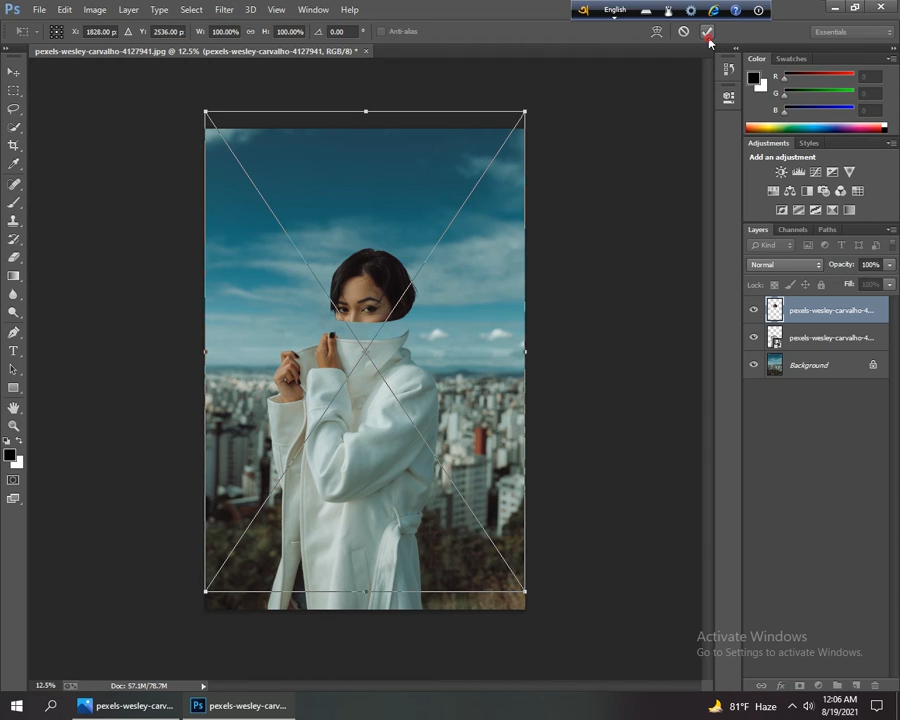 English
Ps File Edit Image Layer Type Select Filter 3D View Window Help
X: 1828.00 p Y: 2536.00 p W: 100.00% H: 100.00% 0.00 Anti-alias Essentials
pexels-wesley-carvalho-4127941.jpg @ 12.5% (pexels-wesley-carvalho-4127941, RGB/8) * ×
Color Swatches
R 0
G 0
B 0
Adjustments Styles
Add an adjustment
Layers Channels Paths
Kind
Normal Opacity: 100%
Lock: Fill: 100%
pexels-wesley-carvalho-4...
pexels-wesley-carvalho-4...
Background
Activate Windows
Go to Settings to activate Windows.
12.5% Doc: 57.1M/78.7M
fx
pexels-wesley-carv... Ps pexels-wesley-carv... 81°F Haze 12:06 AM
8/19/2021